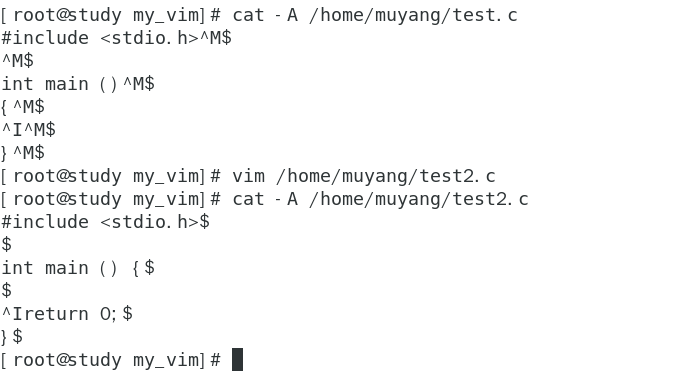 [root@study my_vim]# cat -A /home/muyang/test.c
#include <stdio.h>^M$
^M$
int main ()^M$
{^M$
^I^M$
}^M$
[root@study my_vim]# vim /home/muyang/test2.c
[root@study my_vim]# cat -A /home/muyang/test2.c
#include <stdio.h>$
$
int main () {$
$
^Ireturn 0;$
}$
[root@study my_vim]#